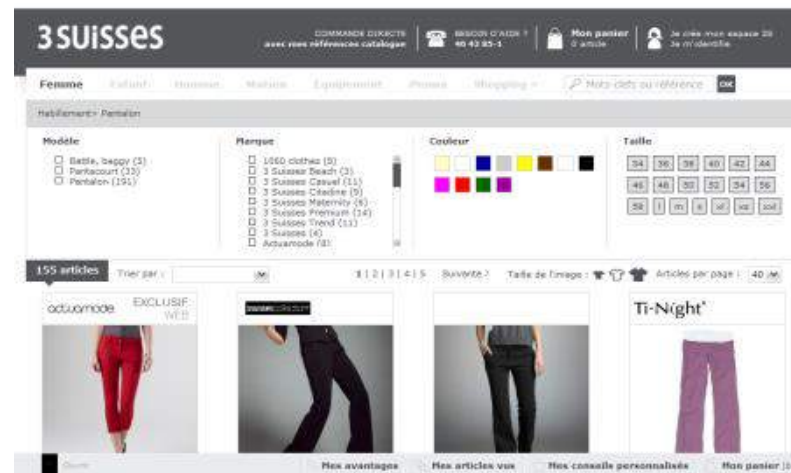 3SUISSES
COMMANDE DIRECTE
avec mes références catalogue
BESOIN D'AIDE ?
Mon panier
0 article
Je crée mon espace 3S
Je m'identifie
Femme Enfant Homme Maison Equipement Promos Shopping
Mots-clefs ou référence OK
Habillement> Pantalon
Modèle
Battle, baggy (5)
Pantacourt (33)
Pantalon (191)
Marque
1060 clothes (5)
3 Suisses Beach (3)
3 Suisses Casual (11)
3 Suisses Citadine (9)
3 Suisses Maternity (6)
3 Suisses Premium (14)
3 Suisses Trend (11)
3 Suisses (4)
Actuamode (8)
Couleur
Taille
34 36 38 40 42 44
46 48 50 52 54 56
58 l m s xl xs xxl
155 articles Trier par :
1 | 2 | 3 | 4 | 5 Suivante > Taille de l'image : Articles par page : 40
actuamode EXCLUSIF
WEB
Ti-Night*
Mes avantages Mes articles vus Mes conseils personnalisés Mon panier